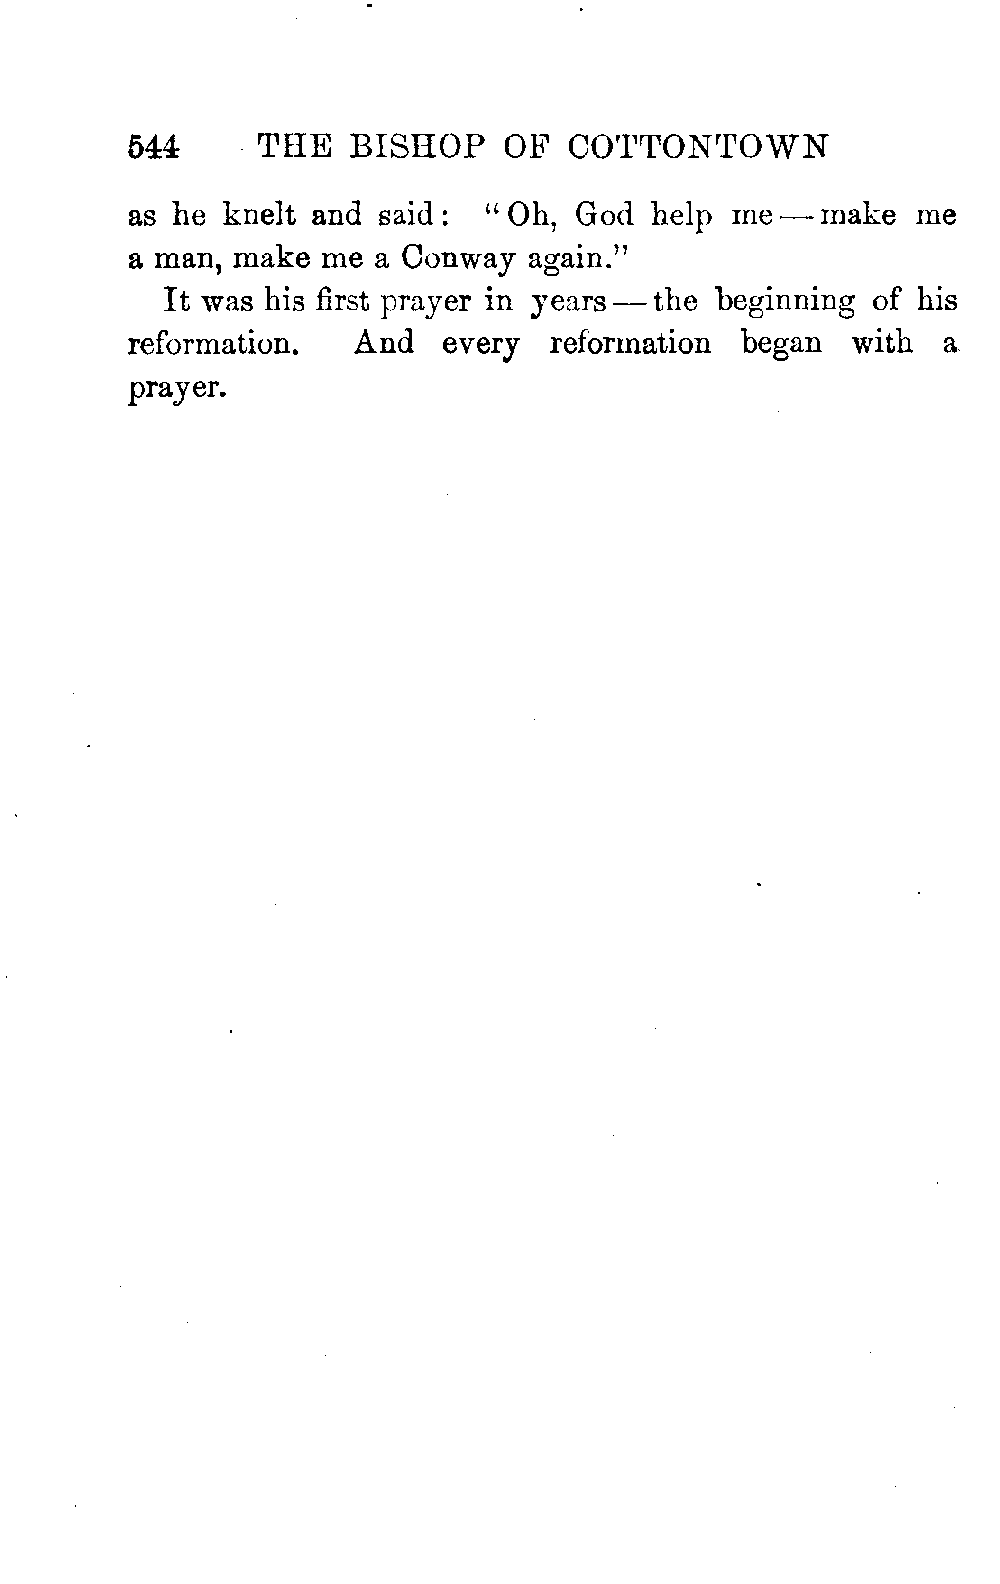 544 THE BISHOP OF COTTONTOWN
as he knelt and said: "Oh, God help me—make me
a man, make me a Conway again."
It was his first prayer in years—the beginning of his
reformation. And every reformation began with a
prayer.